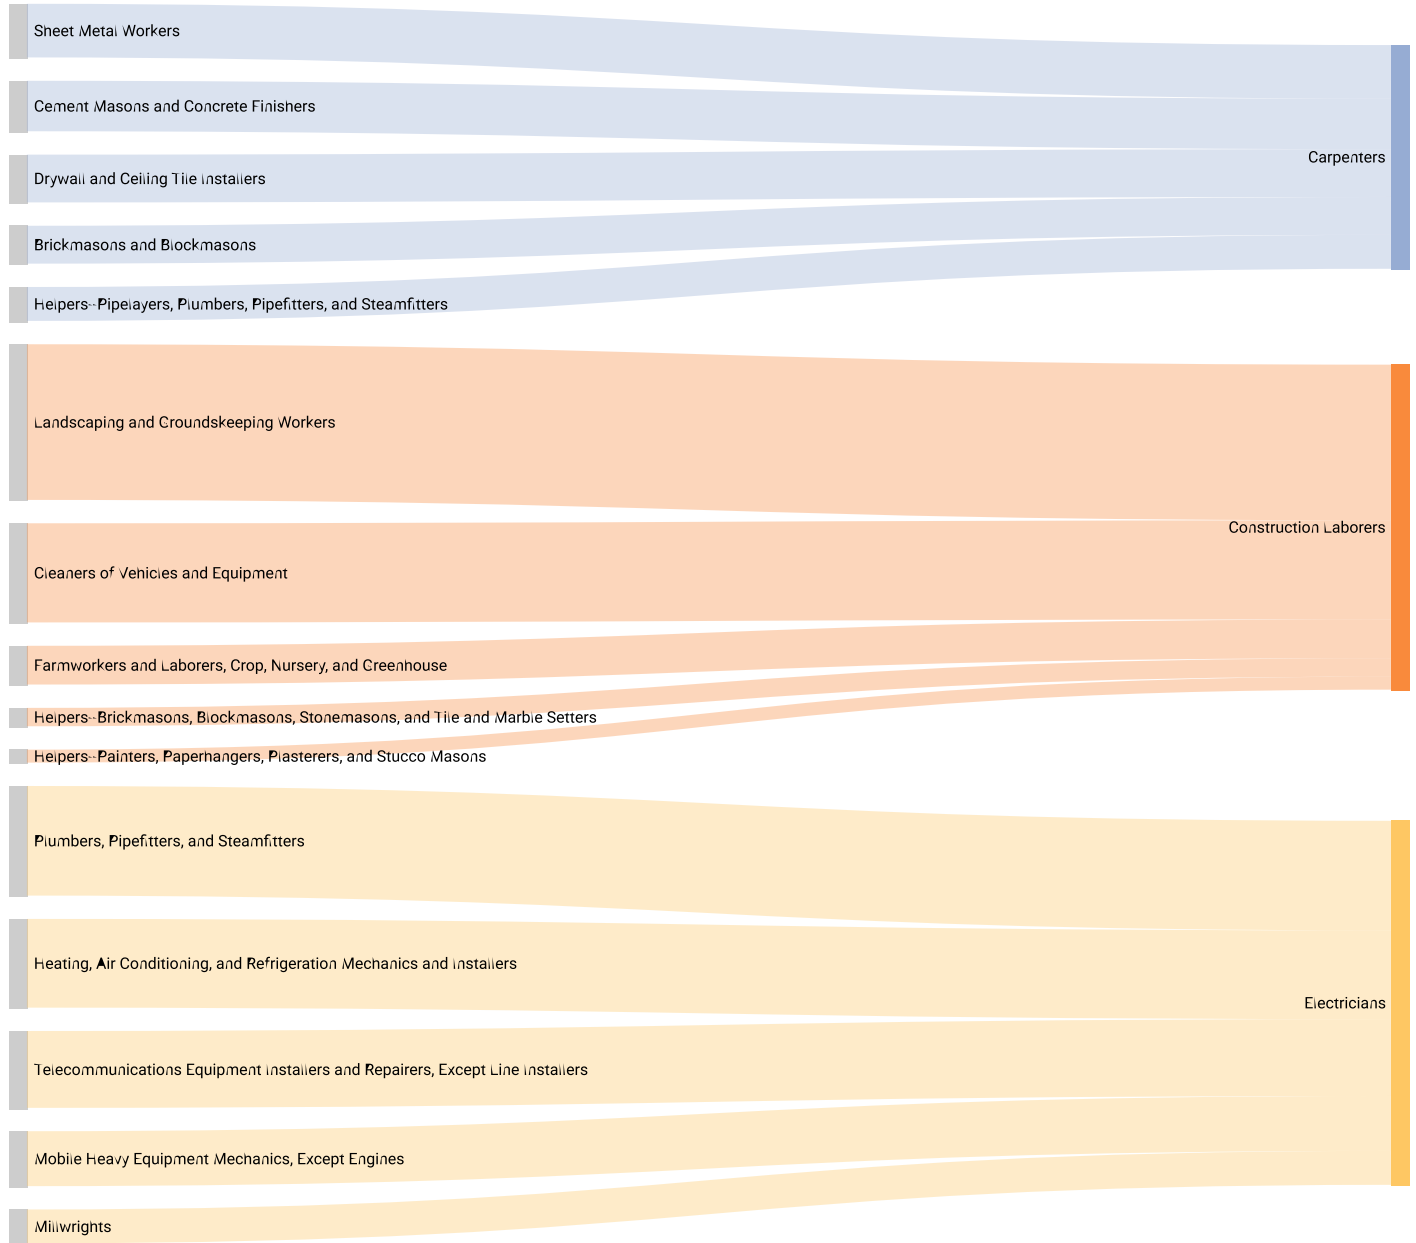 Sheet Metal Workers
Cement Masons and Concrete Finishers
Drywall and Ceiling Tile Installers
Carpenters
Brickmasons and Blockmasons
Helpers--Pipelayers, Plumbers, Pipefitters, and Steamfitters
Landscaping and Groundskeeping Workers
Construction Laborers
Cleaners of Vehicles and Equipment
Farmworkers and Laborers, Crop, Nursery, and Greenhouse
Helpers--Brickmasons, Blockmasons, Stonemasons, and Tile and Marble Setters
Helpers--Painters, Paperhangers, Plasterers, and Stucco Masons
Plumbers, Pipefitters, and Steamfitters
Heating, Air Conditioning, and Refrigeration Mechanics and Installers
Electricians
Telecommunications Equipment Installers and Repairers, Except Line Installers
Mobile Heavy Equipment Mechanics, Except Engines
Millwrights